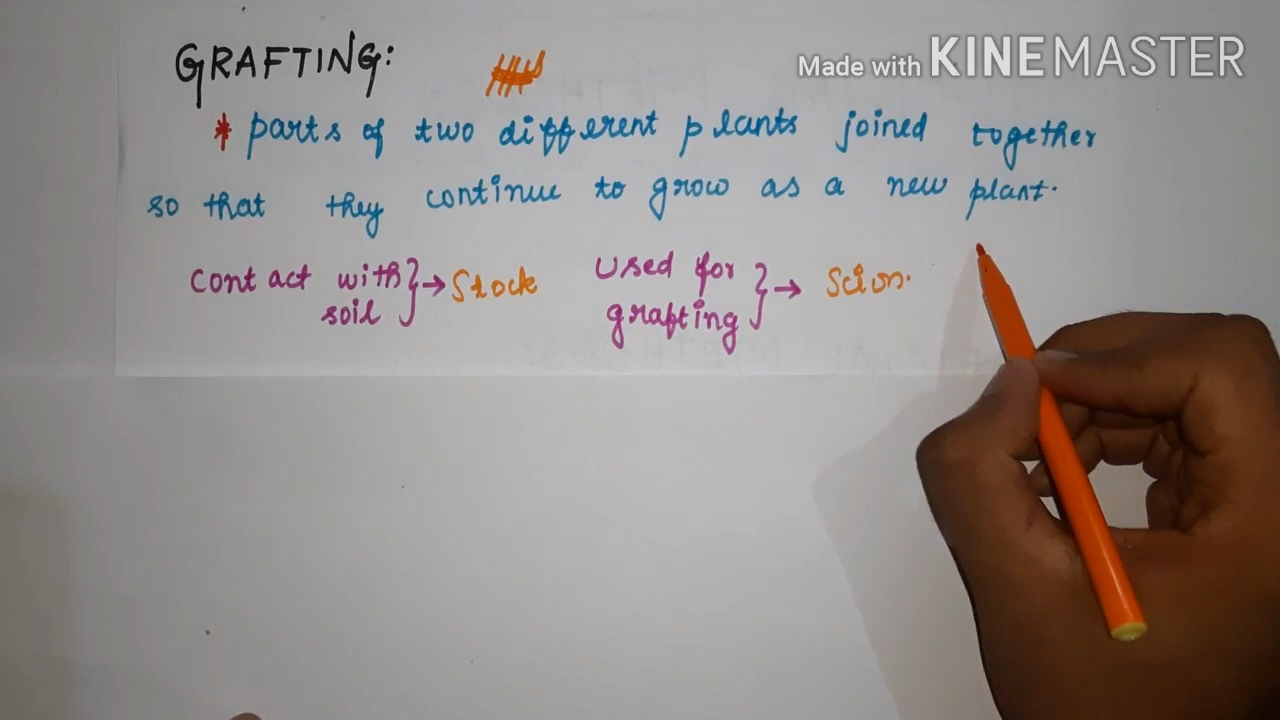 GRAFTING:
Made with KINEMASTER
* parts of two different plants joined together
so that they continue to grow as a new plant.
contact with } → Stock used for } → Scion.
soil grafting